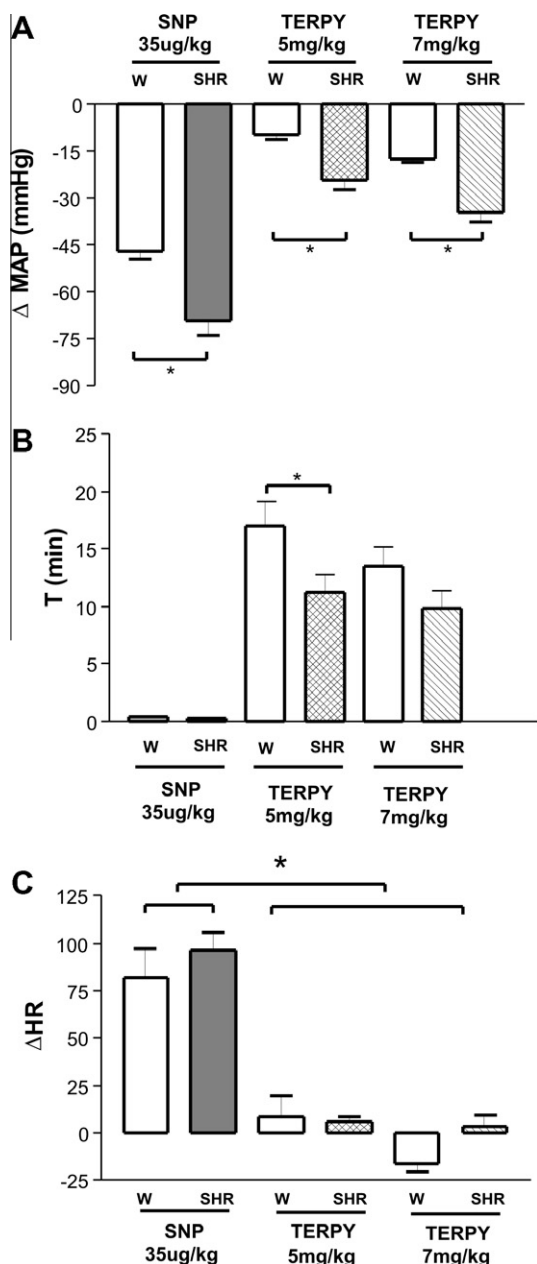 A
SNP TERPY TERPY
35ug/kg 5mg/kg 7mg/kg
W SHR W SHR W SHR
Δ MAP (mmHg)
0
-15
-30
-45
-60
-75
-90
* * *
B
T (min)
25
20
15
10
5
0
*
W SHR W SHR W SHR
SNP TERPY TERPY
35ug/kg 5mg/kg 7mg/kg
C
*
ΔHR
125
100
75
50
25
0
-25
W SHR W SHR W SHR
SNP TERPY TERPY
35ug/kg 5mg/kg 7mg/kg